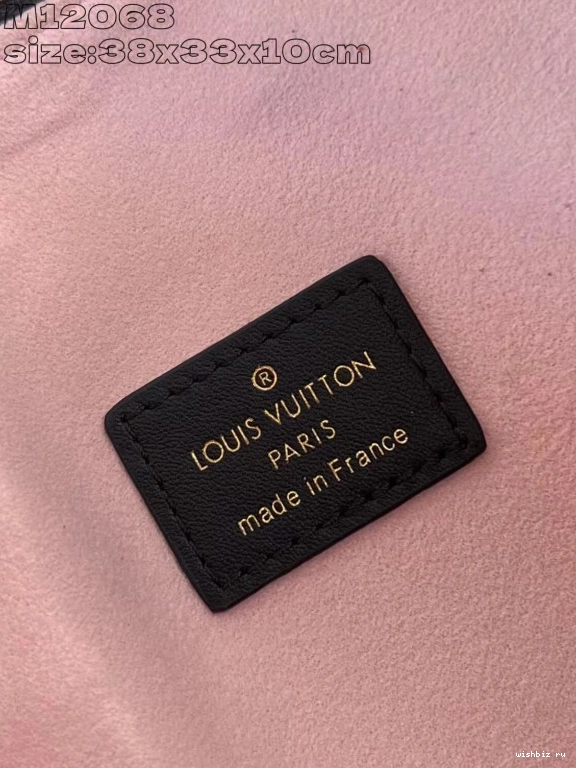 M12068
size:38x33x10cm
®
LOUIS VUITTON
PARIS
made in France
wishbiz ru